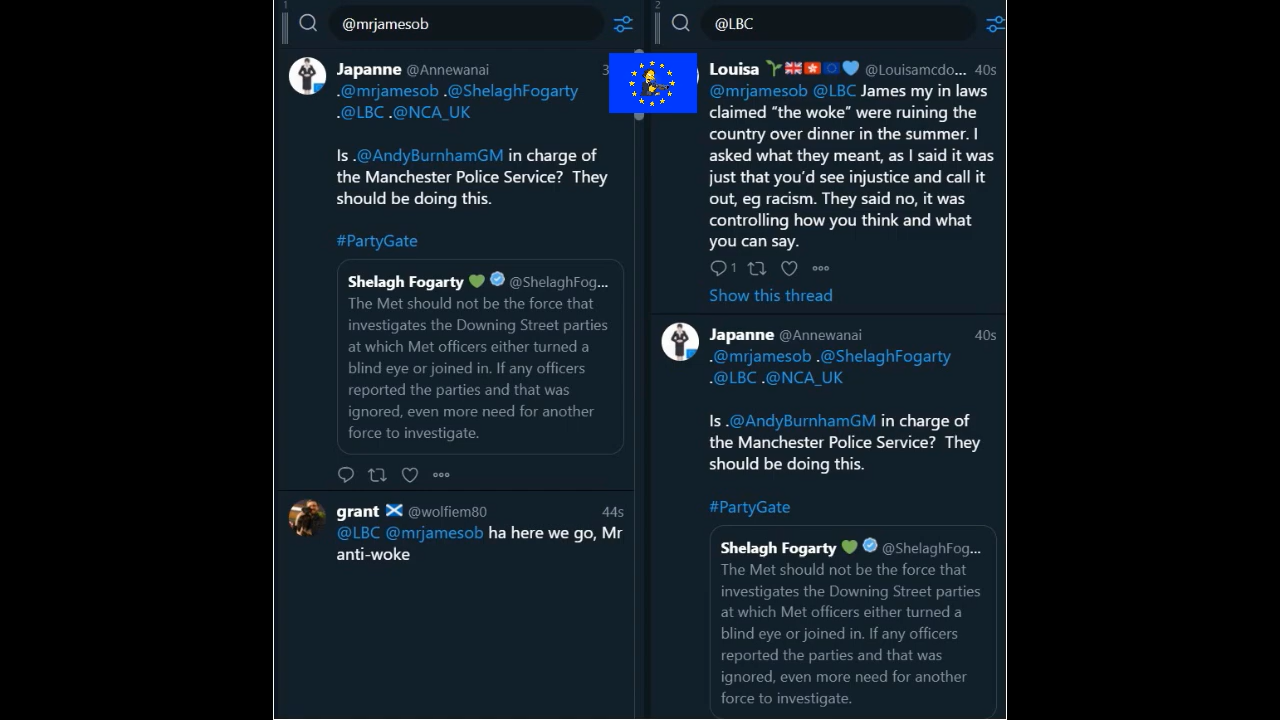 1
@mrjamesob
Japanne @Annewanai
.@mrjamesob .@ShelaghFogarty
.@LBC .@NCA_UK
Is .@AndyBurnhamGM in charge of
the Manchester Police Service?  They
should be doing this.
#PartyGate
Shelagh Fogarty 💚 @ShelaghFog...
The Met should not be the force that
investigates the Downing Street parties
at which Met officers either turned a
blind eye or joined in. If any officers
reported the parties and that was
ignored, even more need for another
force to investigate.
grant 🏴󠁧󠁢󠁳󠁣󠁴󠁿 @wolfiem80 44s
@LBC @mrjamesob ha here we go, Mr
anti-woke
2
@LBC
Louisa 🌱🇬🇧🇭🇰🇪🇺💙 @Louisamcdo... 40s
@mrjamesob @LBC James my in laws
claimed “the woke” were ruining the
country over dinner in the summer. I
asked what they meant, as I said it was
just that you’d see injustice and call it
out, eg racism. They said no, it was
controlling how you think and what
you can say.
1
Show this thread
Japanne @Annewanai 40s
.@mrjamesob .@ShelaghFogarty
.@LBC .@NCA_UK
Is .@AndyBurnhamGM in charge of
the Manchester Police Service?  They
should be doing this.
#PartyGate
Shelagh Fogarty 💚 @ShelaghFog...
The Met should not be the force that
investigates the Downing Street parties
at which Met officers either turned a
blind eye or joined in. If any officers
reported the parties and that was
ignored, even more need for another
force to investigate.